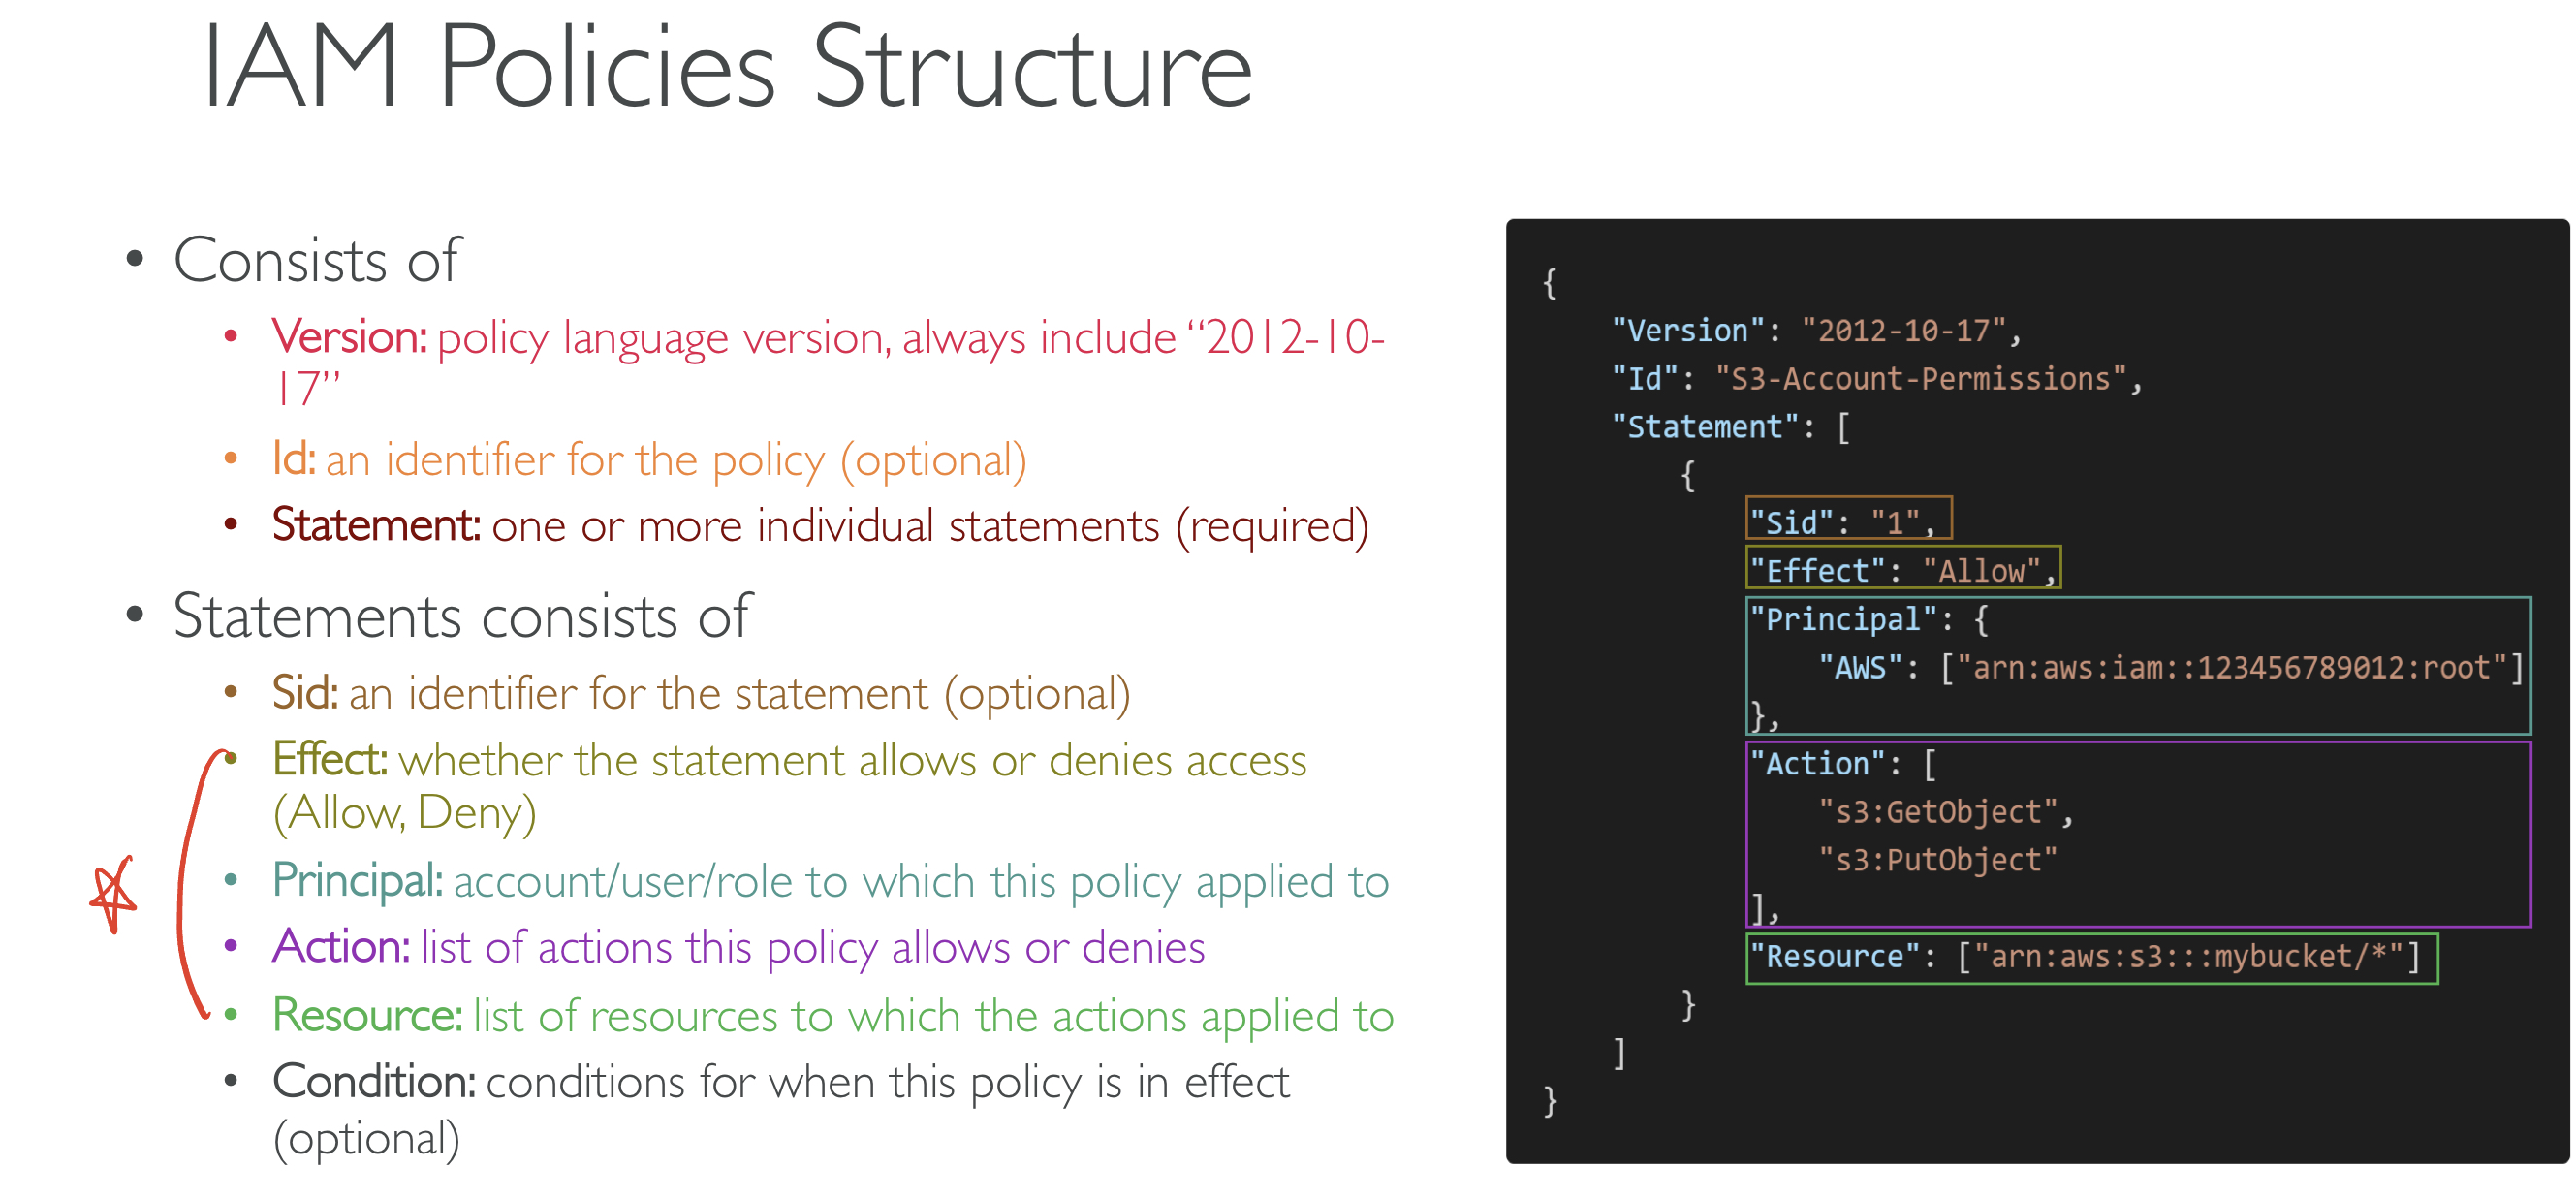 IAM Policies Structure
• Consists of
• Version: policy language version, always include “2012-10-
17”
• Id: an identifier for the policy (optional)
• Statement: one or more individual statements (required)
• Statements consists of
• Sid: an identifier for the statement (optional)
• Effect: whether the statement allows or denies access
(Allow, Deny)
• Principal: account/user/role to which this policy applied to
• Action: list of actions this policy allows or denies
• Resource: list of resources to which the actions applied to
• Condition: conditions for when this policy is in effect
(optional)
{
"Version": "2012-10-17",
"Id": "S3-Account-Permissions",
"Statement": [
{
"Sid": "1",
"Effect": "Allow",
"Principal": {
"AWS": ["arn:aws:iam::123456789012:root"]
},
"Action": [
"s3:GetObject",
"s3:PutObject"
],
"Resource": ["arn:aws:s3:::mybucket/*"]
}
]
}